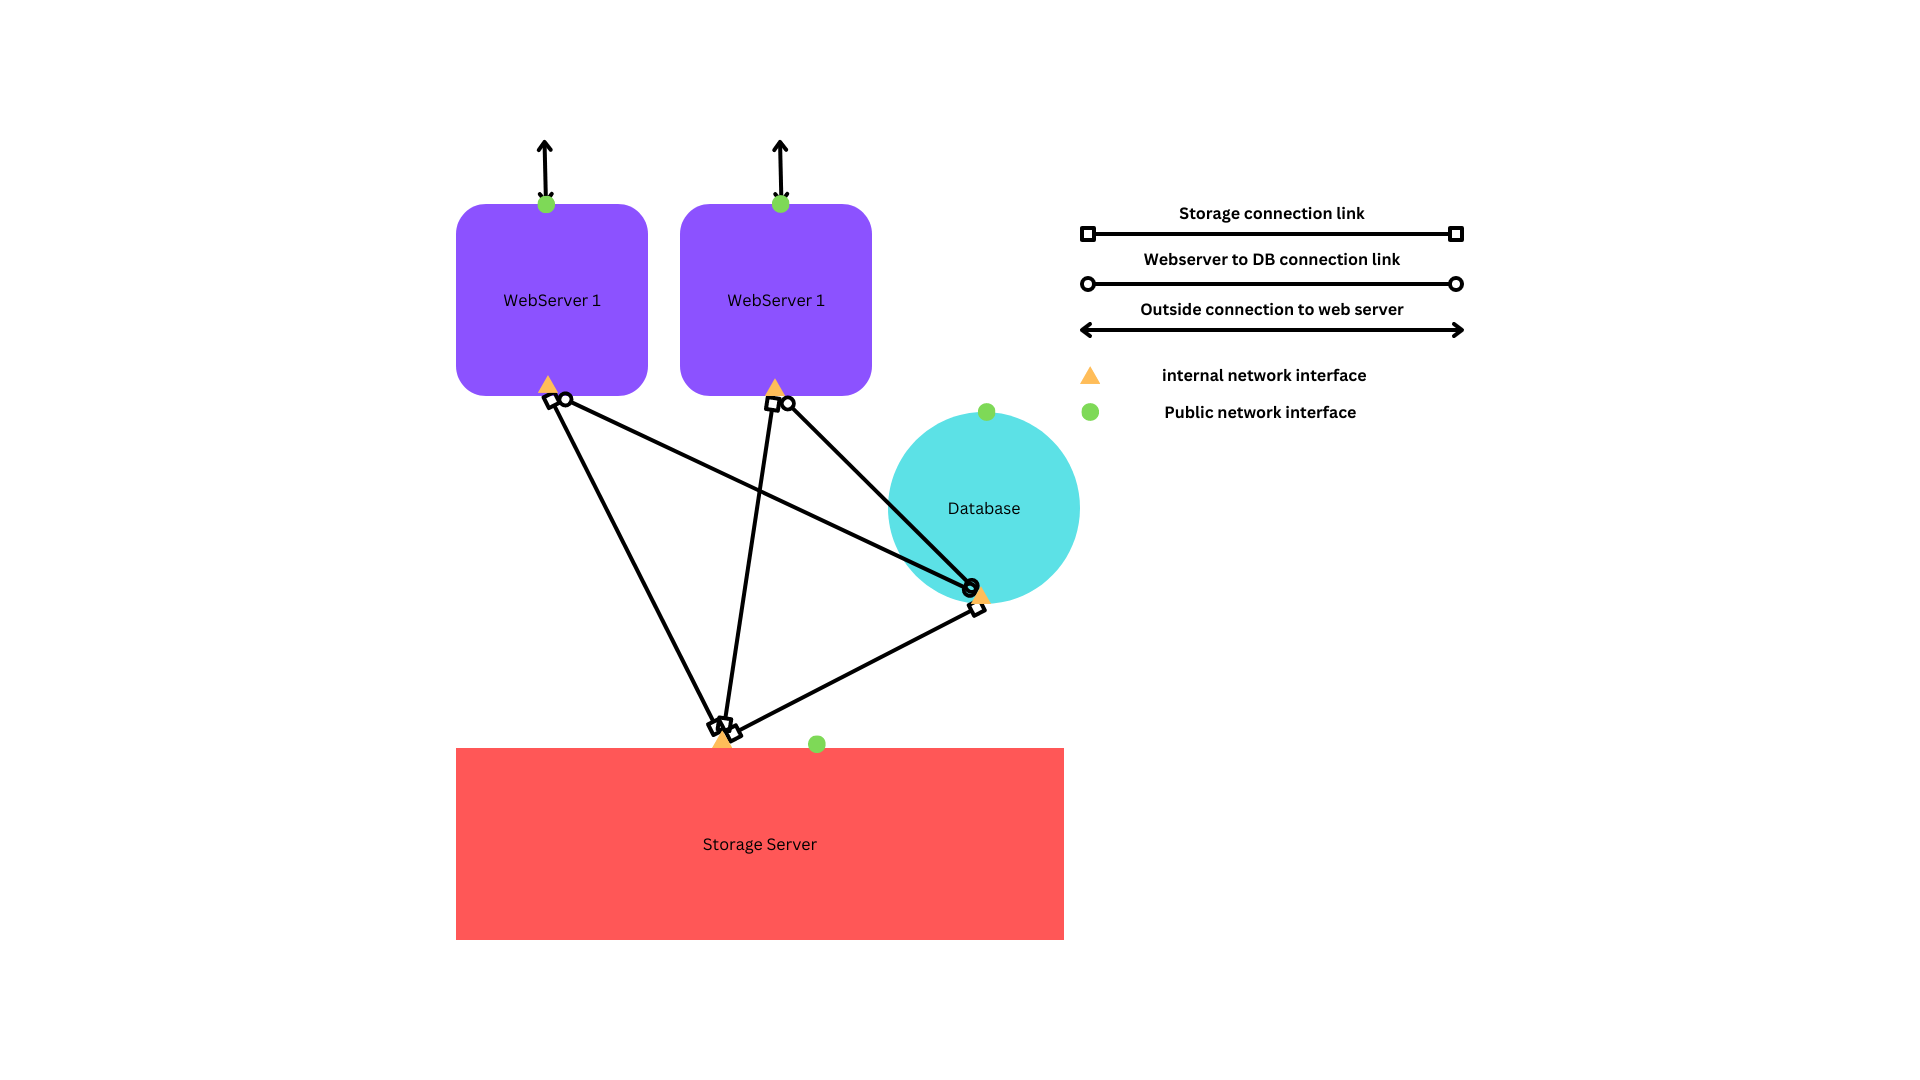 WebServer 1
WebServer 1
Database
Storage Server
Storage connection link
Webserver to DB connection link
Outside connection to web server
internal network interface
Public network interface